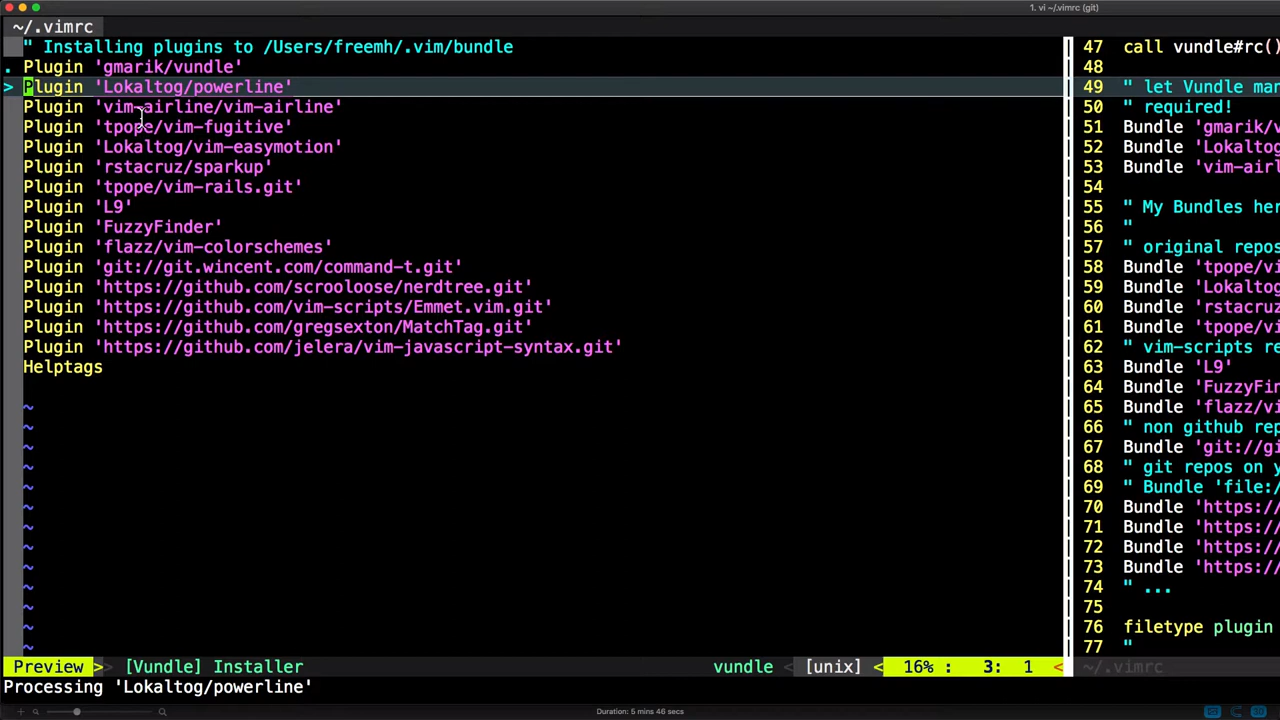 1. vi ~/.vimrc (git)
~/.vimrc
" Installing plugins to /Users/freemh/.vim/bundle
. Plugin 'gmarik/vundle'
> Plugin 'Lokaltog/powerline'
Plugin 'vim-airline/vim-airline'
Plugin 'tpope/vim-fugitive'
Plugin 'Lokaltog/vim-easymotion'
Plugin 'rstacruz/sparkup'
Plugin 'tpope/vim-rails.git'
Plugin 'L9'
Plugin 'FuzzyFinder'
Plugin 'flazz/vim-colorschemes'
Plugin 'git://git.wincent.com/command-t.git'
Plugin 'https://github.com/scrooloose/nerdtree.git'
Plugin 'https://github.com/vim-scripts/Emmet.vim.git'
Plugin 'https://github.com/gregsexton/MatchTag.git'
Plugin 'https://github.com/jelera/vim-javascript-syntax.git'
Helptags
~
~
~
~
~
~
~
~
~
~
~
~
~
Preview > > [Vundle] Installer vundle < [unix] < 16% : 3: 1 <
Processing 'Lokaltog/powerline'
47 call vundle#rc()
48
49 " let Vundle man
50 " required!
51 Bundle 'gmarik/v
52 Bundle 'Lokaltog
53 Bundle 'vim-airl
54
55 " My Bundles her
56 "
57 " original repos
58 Bundle 'tpope/vi
59 Bundle 'Lokaltog
60 Bundle 'rstacruz
61 Bundle 'tpope/vi
62 " vim-scripts re
63 Bundle 'L9'
64 Bundle 'FuzzyFin
65 Bundle 'flazz/vi
66 " non github rep
67 Bundle 'git://gi
68 " git repos on y
69 " Bundle 'file:/
70 Bundle 'https://
71 Bundle 'https://
72 Bundle 'https://
73 Bundle 'https://
74 " ...
75
76 filetype plugin
77 "
~/.vimrc
Duration: 5 mins 46 secs